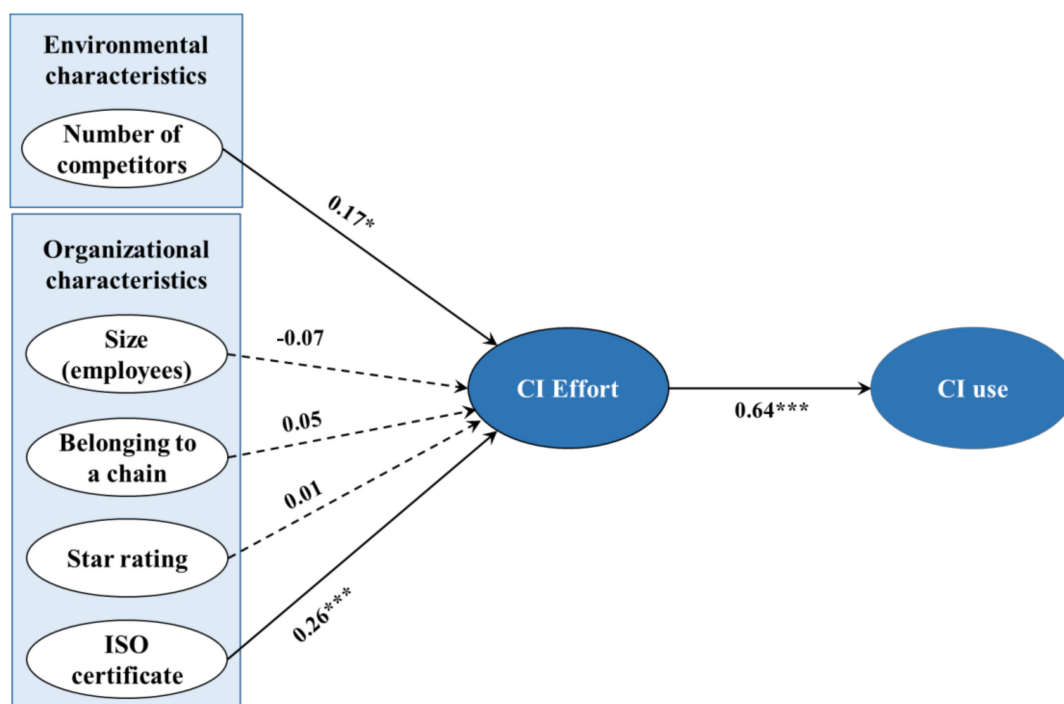 Environmental
characteristics
Number of
competitors
0.17*
Organizational
characteristics
Size
(employees)
-0.07
Belonging to
a chain
0.05
Star rating
0.01
ISO
certificate
0.26***
CI Effort
0.64***
CI use